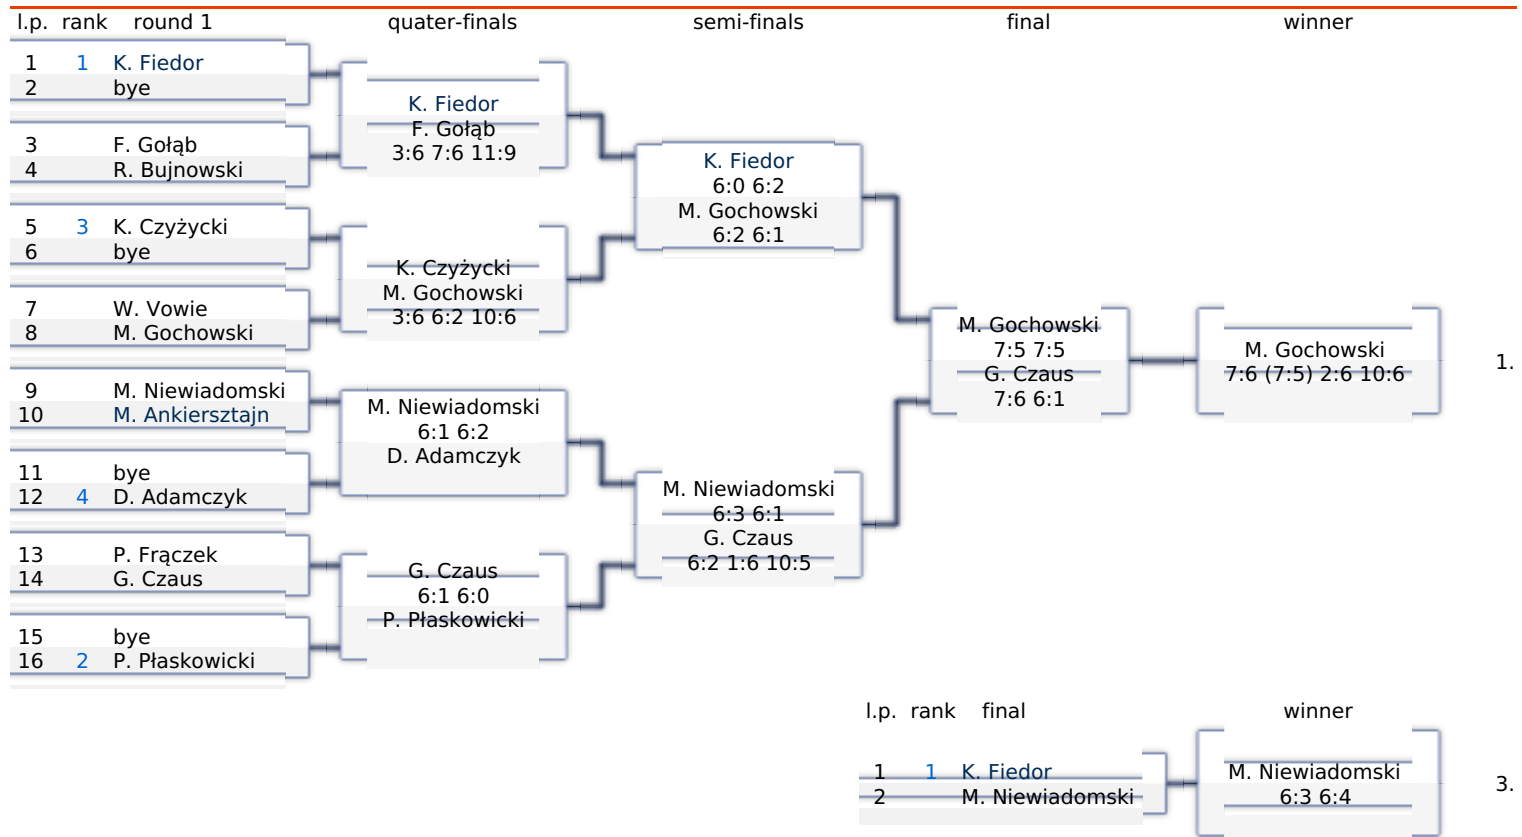 l.p. rank round 1 quater-finals semi-finals final winner
1 1 K. Fiedor
2 bye
3 F. Gołąb
4 R. Bujnowski
5 3 K. Czyżycki
6 bye
7 W. Vowie
8 M. Gochowski
9 M. Niewiadomski
10 M. Ankiersztajn
11 bye
12 4 D. Adamczyk
13 P. Frączek
14 G. Czaus
15 bye
16 2 P. Płaskowicki
K. Fiedor
F. Gołąb
3:6 7:6 11:9
K. Czyżycki
M. Gochowski
3:6 6:2 10:6
M. Niewiadomski
6:1 6:2
D. Adamczyk
G. Czaus
6:1 6:0
P. Płaskowicki
K. Fiedor
6:0 6:2
M. Gochowski
6:2 6:1
M. Niewiadomski
6:3 6:1
G. Czaus
6:2 1:6 10:5
M. Gochowski
7:5 7:5
G. Czaus
7:6 6:1
M. Gochowski
7:6 (7:5) 2:6 10:6
1.
l.p. rank final winner
1 1 K. Fiedor
2 M. Niewiadomski
M. Niewiadomski
6:3 6:4
3.